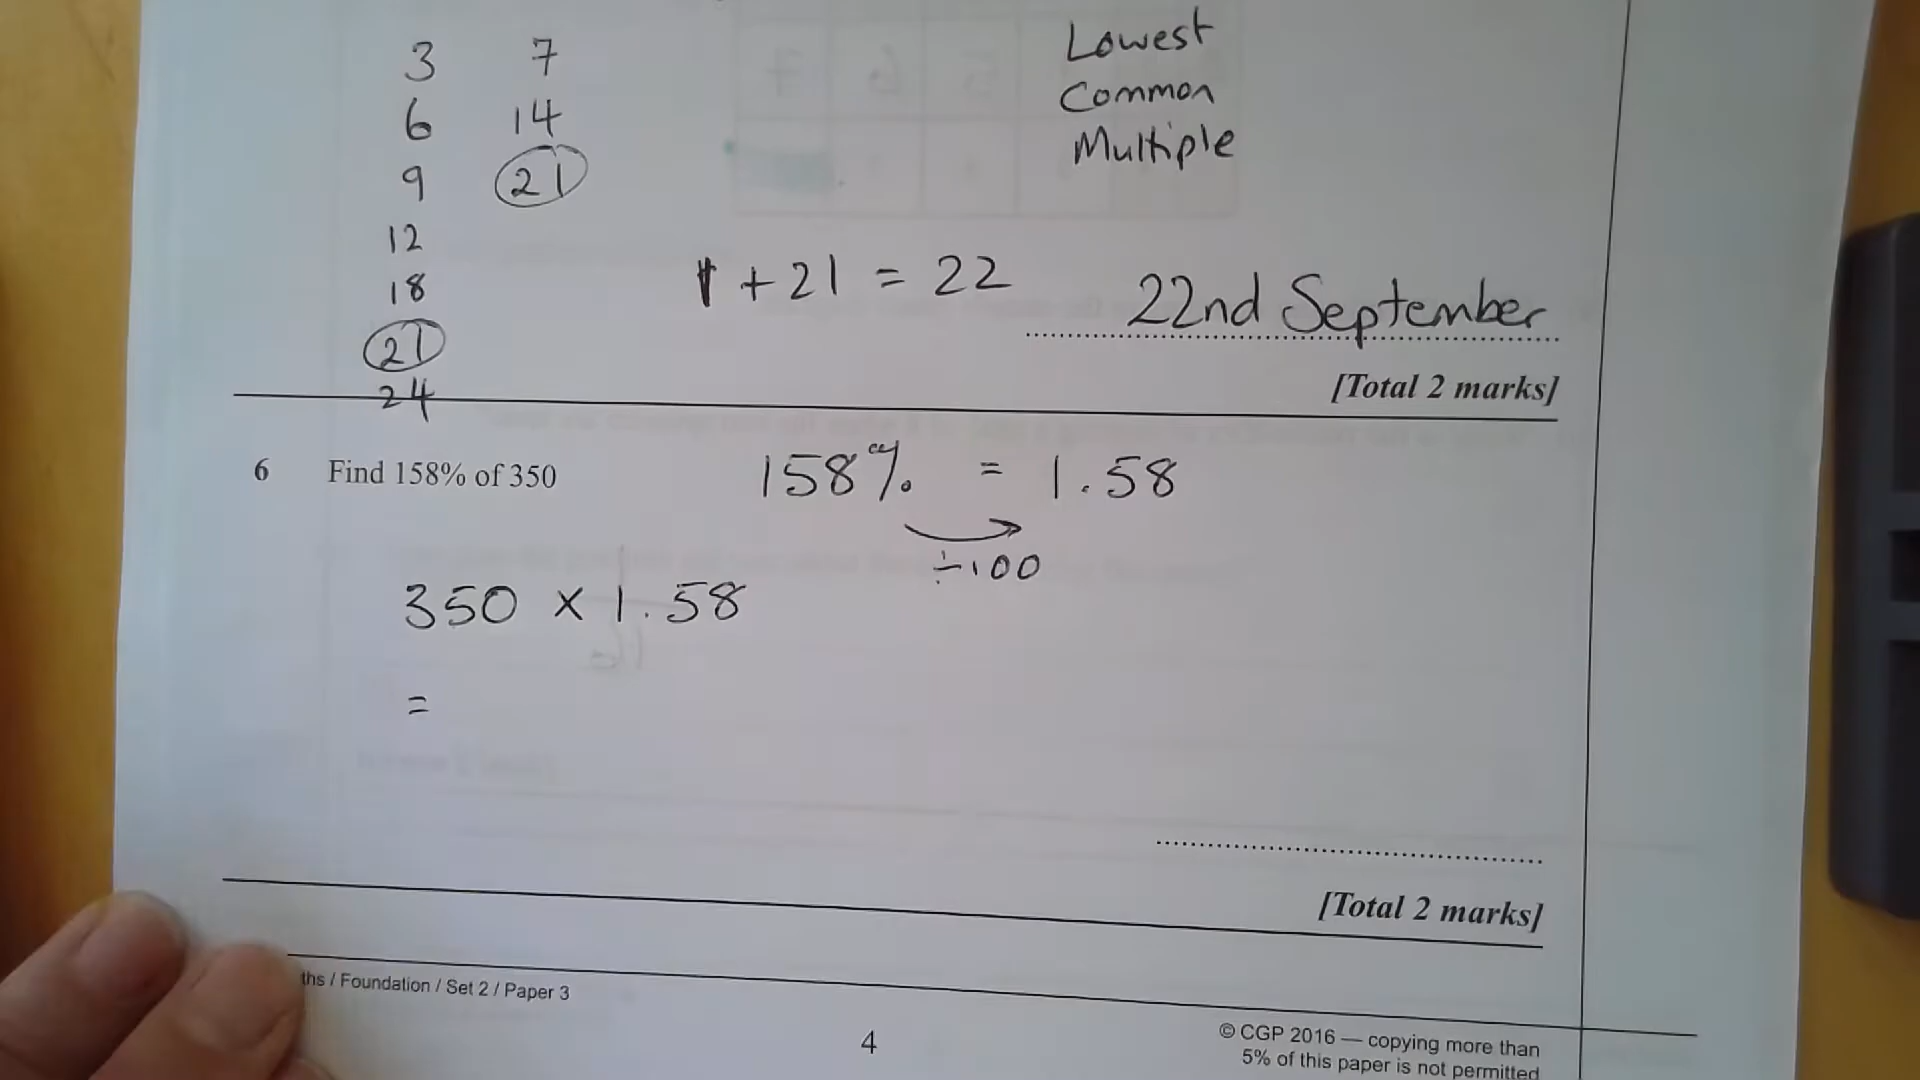 3 7
6 14
9 21
12
18
21
24
Lowest
Common
Multiple
1 + 21 = 22
22nd September
[Total 2 marks]
6 Find 158% of 350
158% = 1.58
÷100
350 × 1.58
=
[Total 2 marks]
ths / Foundation / Set 2 / Paper 3
4
© CGP 2016 — copying more than
5% of this paper is not permitted